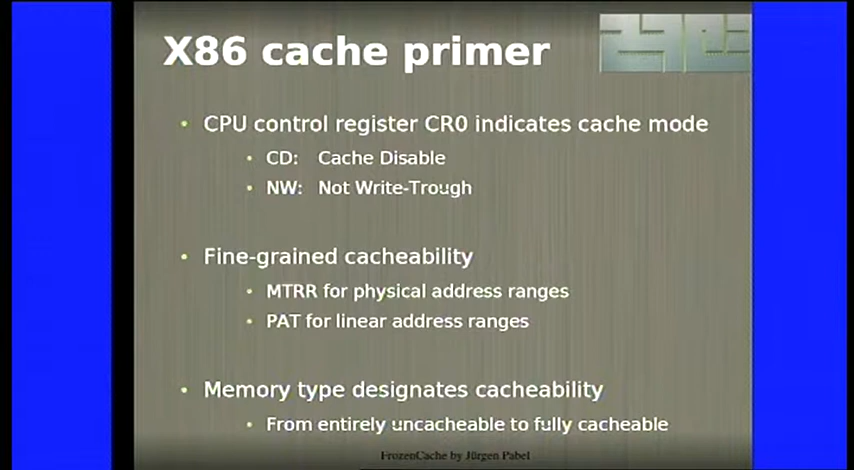 X86 cache primer
• CPU control register CR0 indicates cache mode
• CD: Cache Disable
• NW: Not Write-Trough
• Fine-grained cacheability
• MTRR for physical address ranges
• PAT for linear address ranges
• Memory type designates cacheability
• From entirely uncacheable to fully cacheable
FrozenCache by Jürgen Pabel